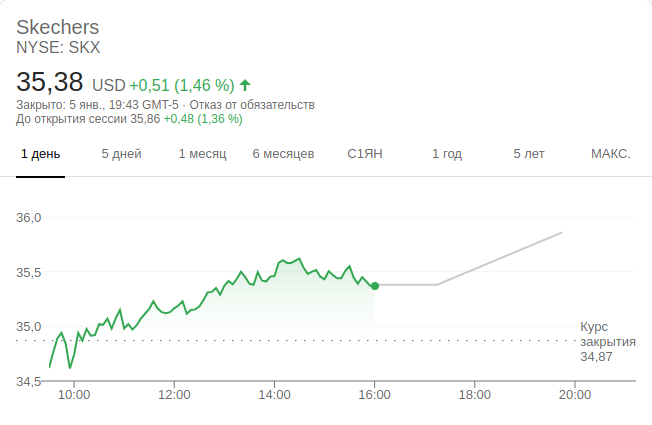 Skechers
NYSE: SKX
35,38 USD +0,51 (1,46 %)
Закрыто: 5 янв., 19:43 GMT-5 · Отказ от обязательств
До открытия сессии 35,86 +0,48 (1,36 %)
1 день 5 дней 1 месяц 6 месяцев С1ЯН 1 год 5 лет МАКС.
36,0
35,5
35,0
Курс
закрытия
34,87
34,5
10:00 12:00 14:00 16:00 18:00 20:00